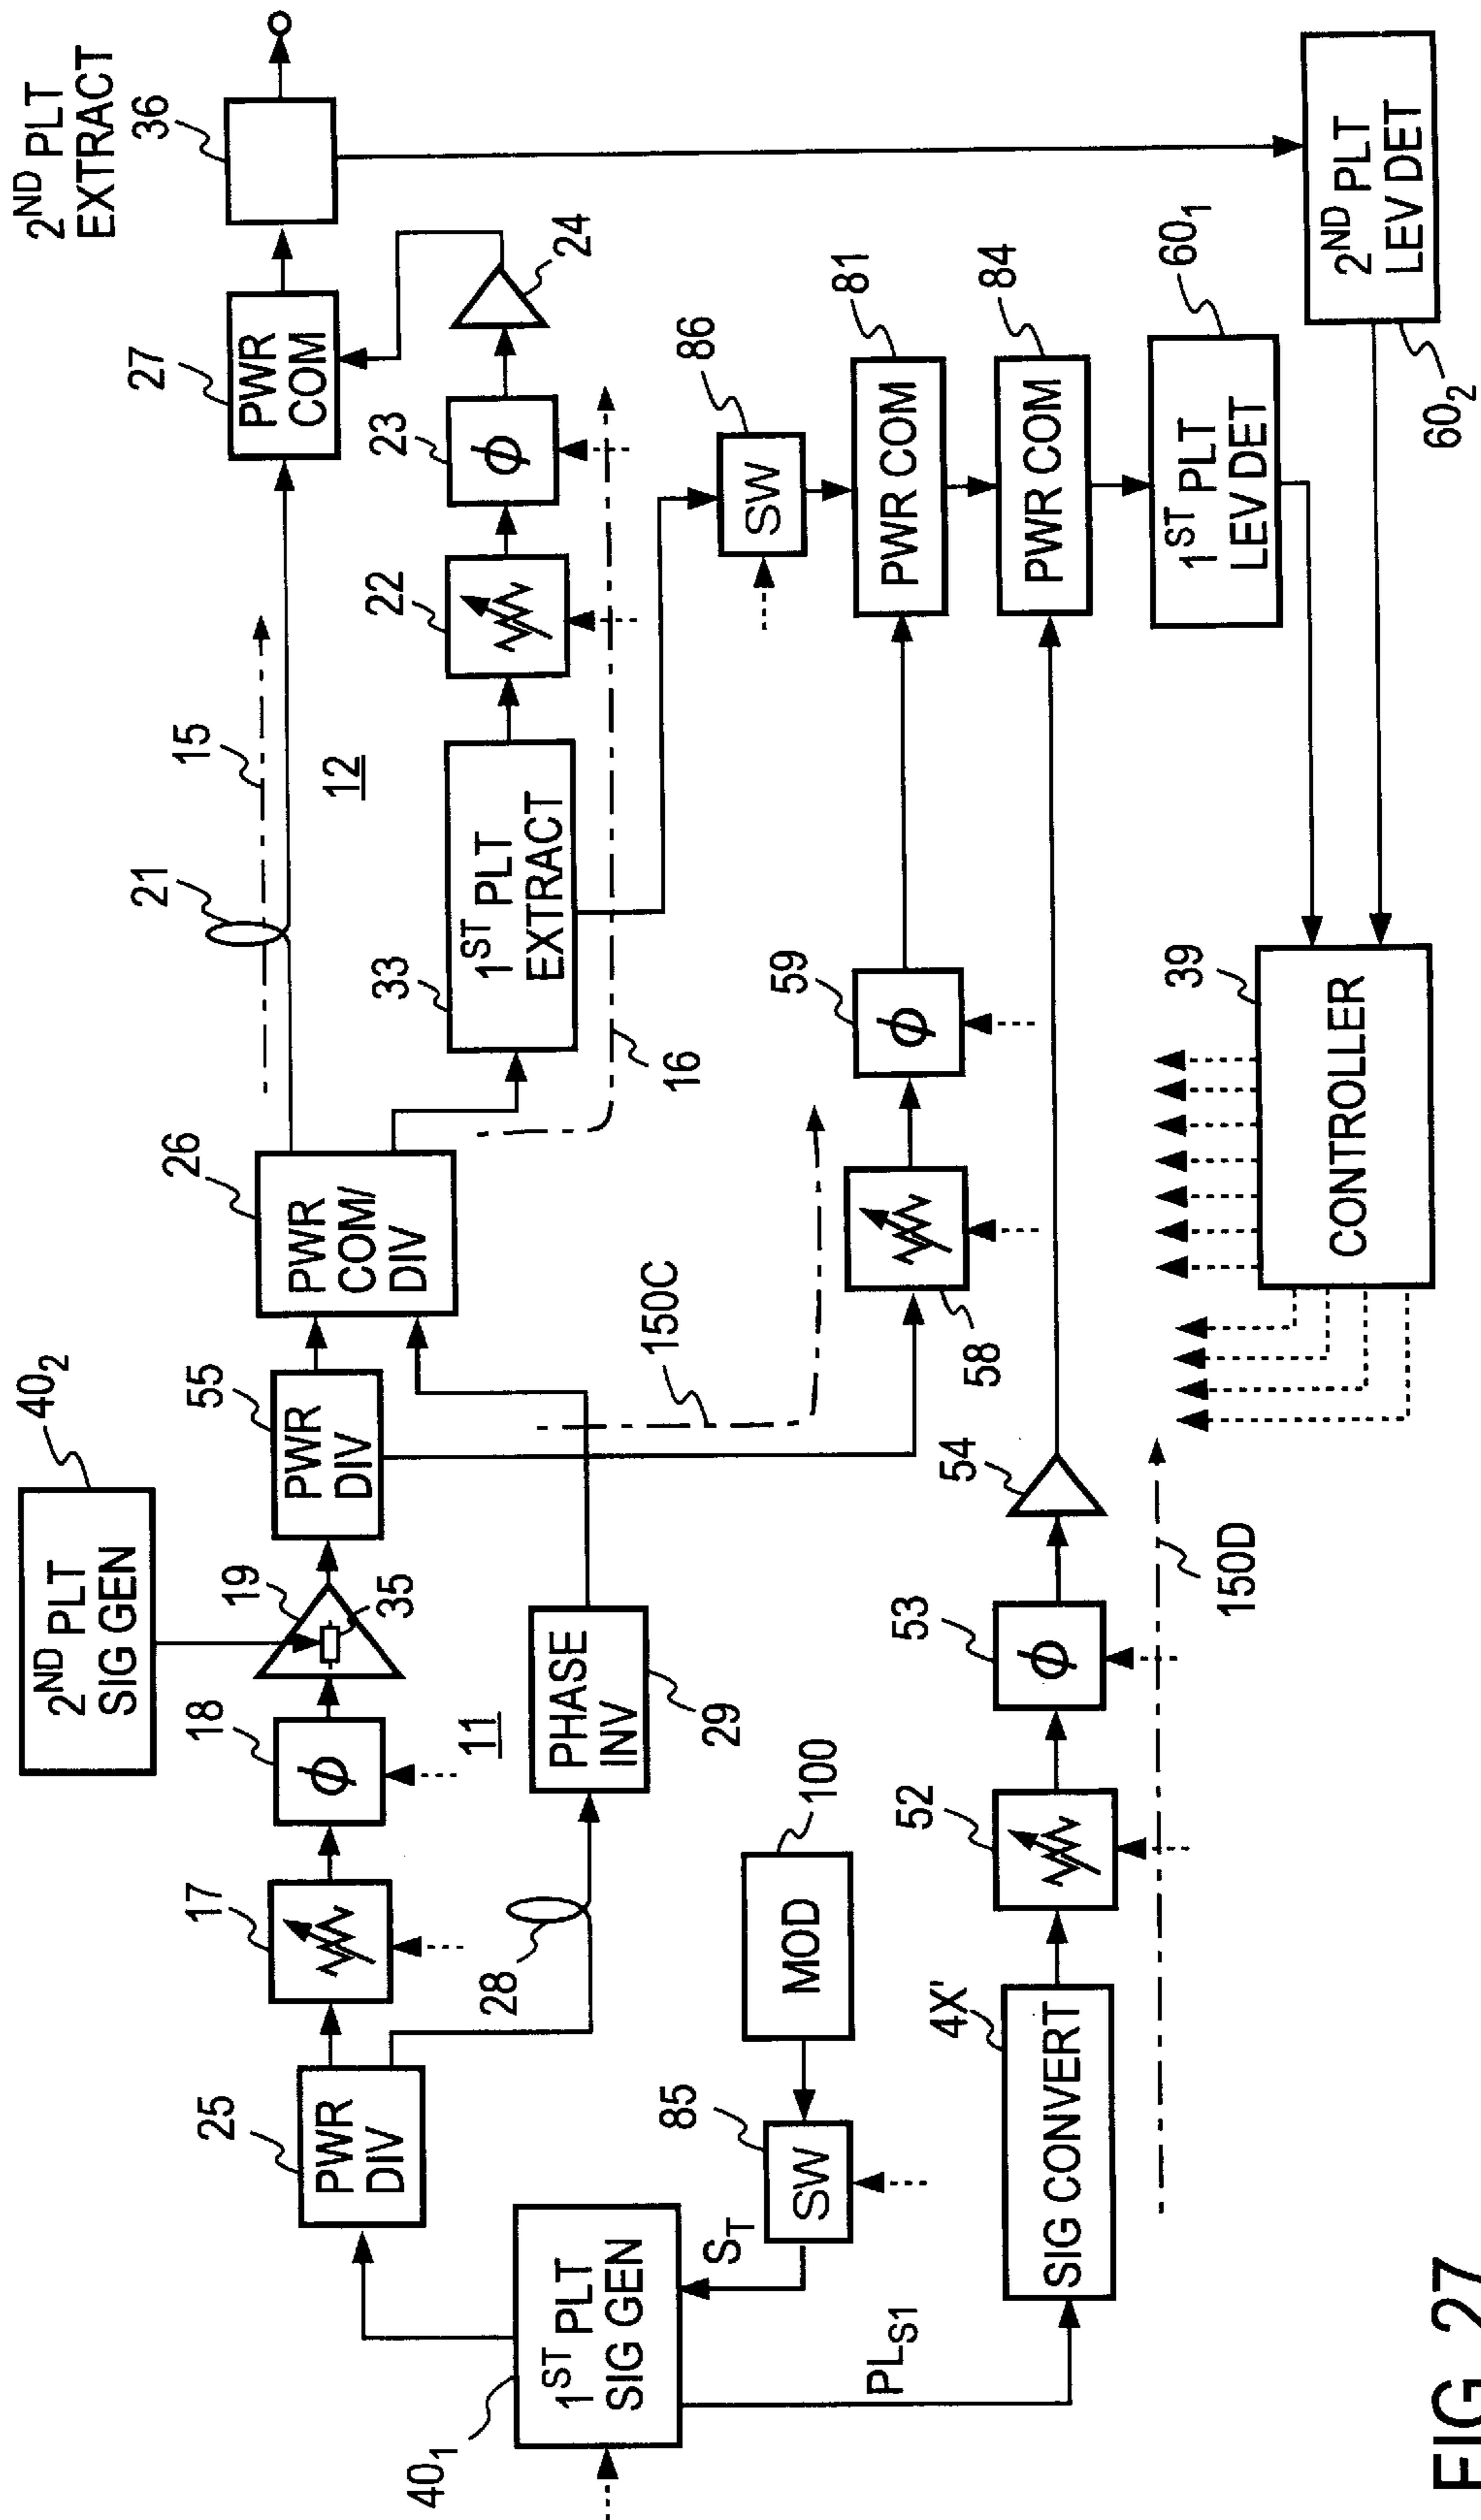 40₂
2ND PLT
SIG GEN
2ND PLT
EXTRACT
25
PWR
DIV
17
18
φ
19
35
55
PWR
DIV
26
PWR
COM/
DIV
21
15
27
PWR
COM
36
11
12
28
PHASE
INV
29
33
1ST PLT
EXTRACT
22
23
φ
24
16
40₁
1ST PLT
SIG GEN
S_T
85
SW
MOD
100
150C
58
59
φ
86
SW
81
PWR COM
PL_S1
4X'
SIG CONVERT
52
53
φ
54
84
PWR COM
150D
60₁
1ST PLT
LEV DET
39
CONTROLLER
2ND PLT
LEV DET
60₂
FIG. 27